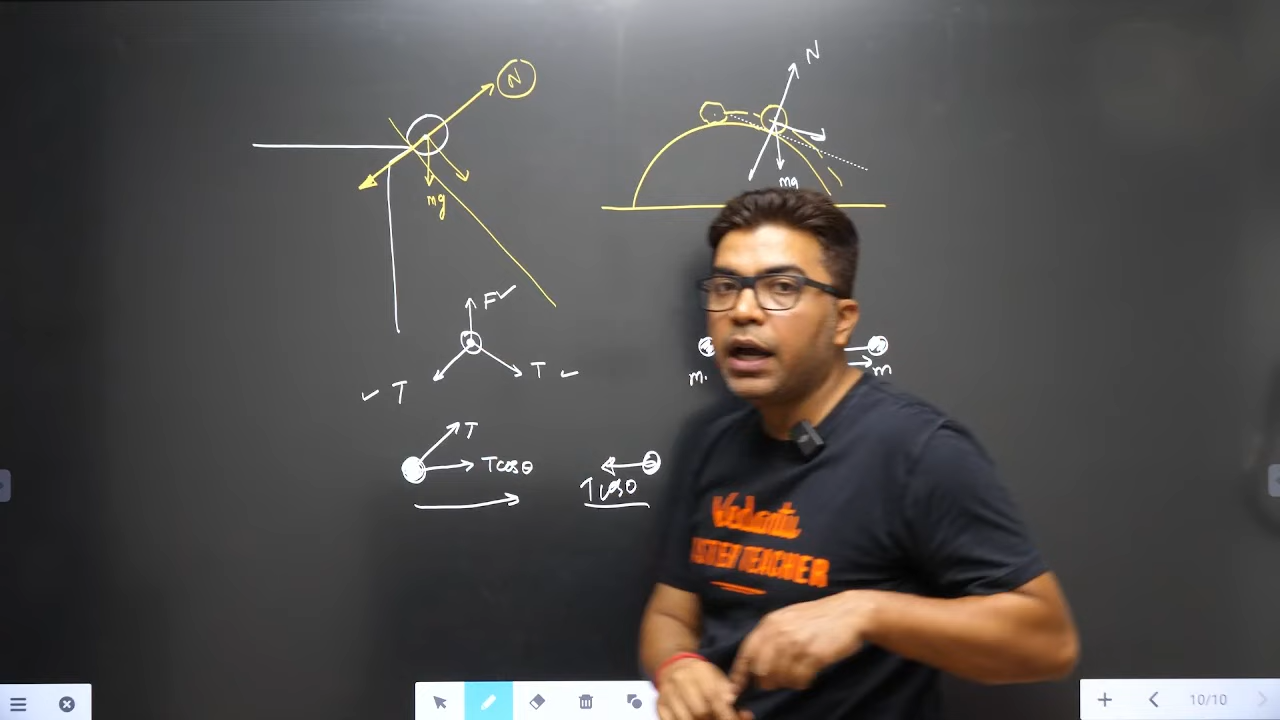 N
N
mg
mg
F✓
✓ T
T ✓
m.
m
T
Tcosθ
Tcosθ
Vedantu
MASTER TEACHER
10/10